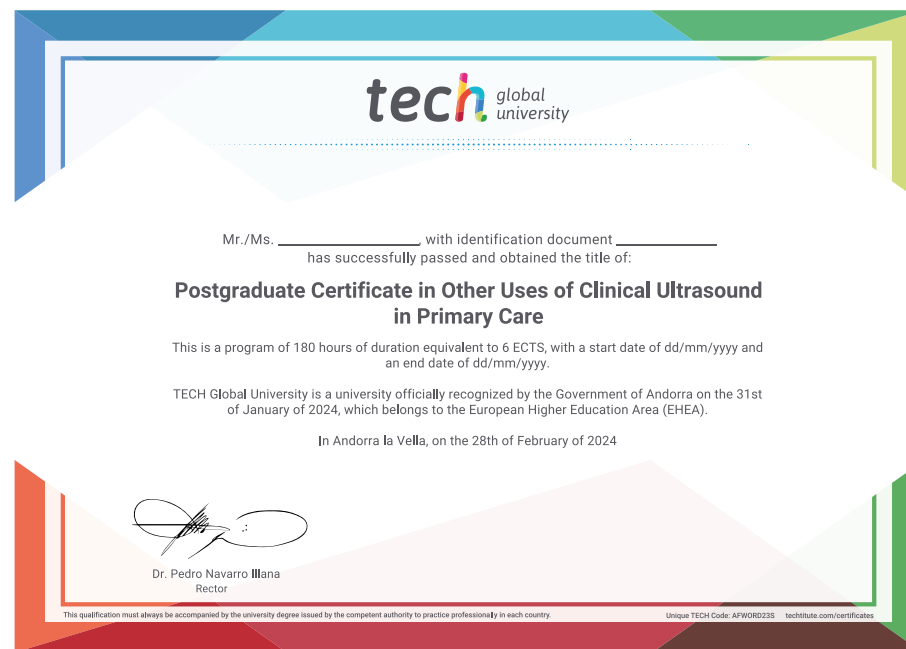 tech global university
Mr./Ms. ________________, with identification document ____________
has successfully passed and obtained the title of:
Postgraduate Certificate in Other Uses of Clinical Ultrasound
in Primary Care
This is a program of 180 hours of duration equivalent to 6 ECTS, with a start date of dd/mm/yyyy and
an end date of dd/mm/yyyy.
TECH Global University is a university officially recognized by the Government of Andorra on the 31st
of January of 2024, which belongs to the European Higher Education Area (EHEA).
In Andorra la Vella, on the 28th of February of 2024
Dr. Pedro Navarro Illana
Rector
This qualification must always be accompanied by the university degree issued by the competent authority to practice professionally in each country.
Unique TECH Code: AFWORD23S techtitute.com/certificates